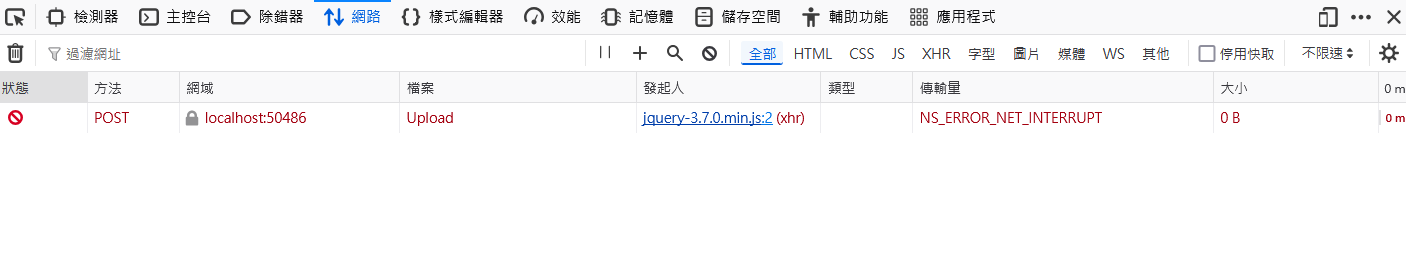 檢測器 主控台 除錯器 網路 樣式編輯器 效能 記憶體 儲存空間 輔助功能 應用程式
過濾網址 全部 HTML CSS JS XHR 字型 圖片 媒體 WS 其他 停用快取 不限速
狀態 方法 網域 檔案 發起人 類型 傳輸量 大小 0 m
POST localhost:50486 Upload jquery-3.7.0.min.js:2 (xhr) NS_ERROR_NET_INTERRUPT 0 B 0 m